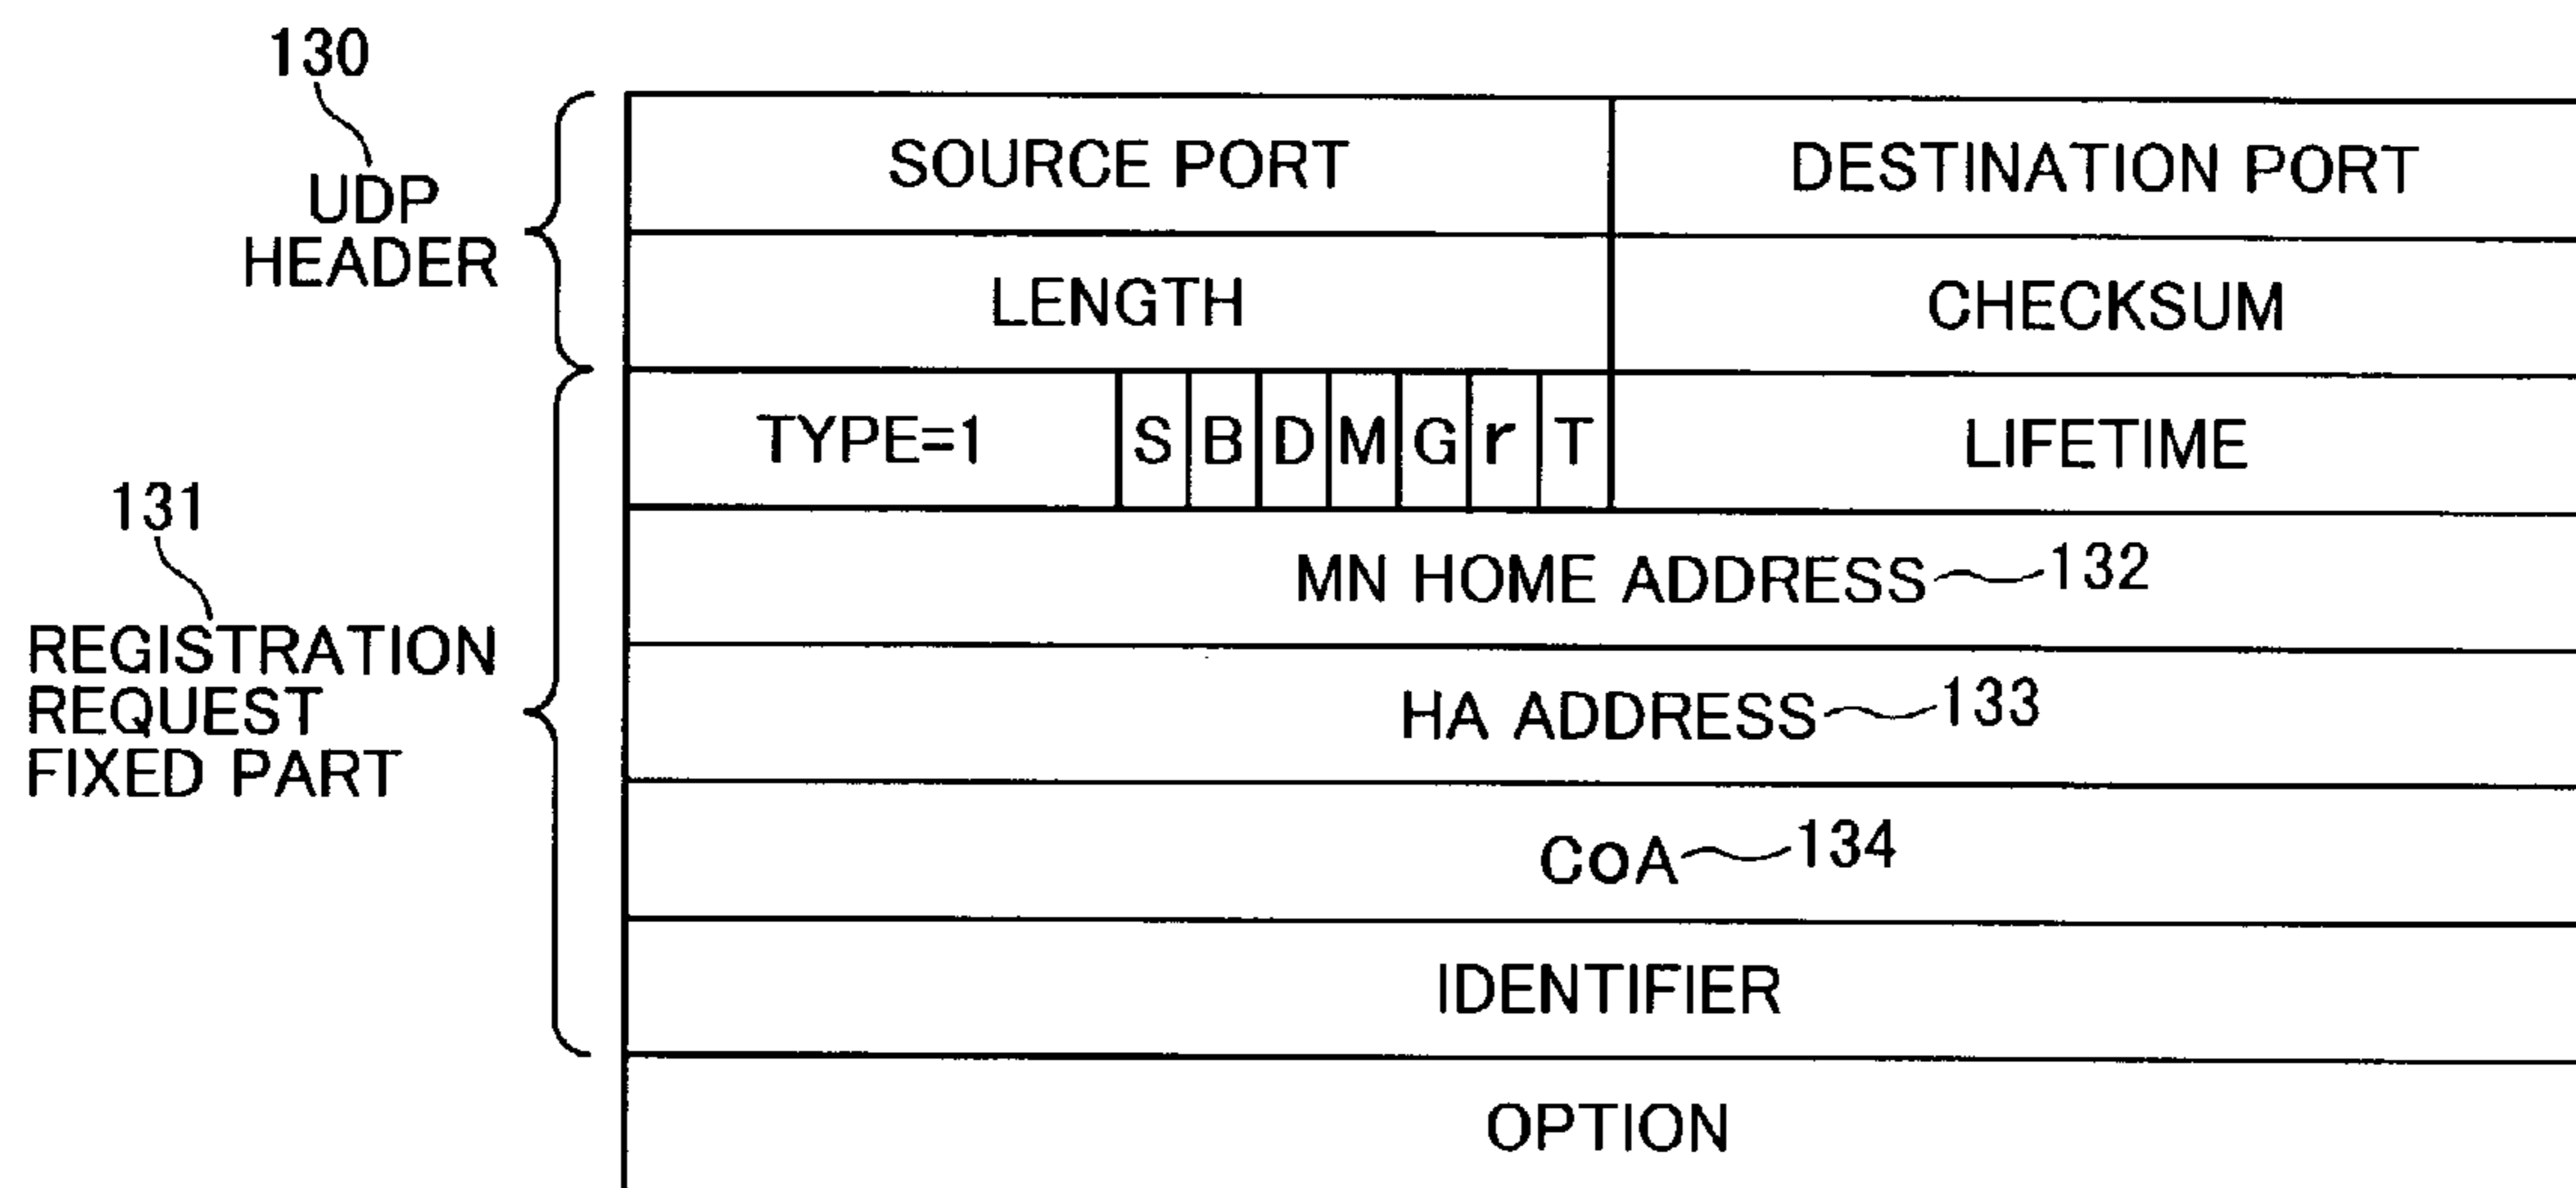 130
UDP
HEADER
SOURCE PORT
DESTINATION PORT
LENGTH
CHECKSUM
131
REGISTRATION
REQUEST
FIXED PART
TYPE=1
S B D M G r T
LIFETIME
MN HOME ADDRESS 132
HA ADDRESS 133
CoA 134
IDENTIFIER
OPTION